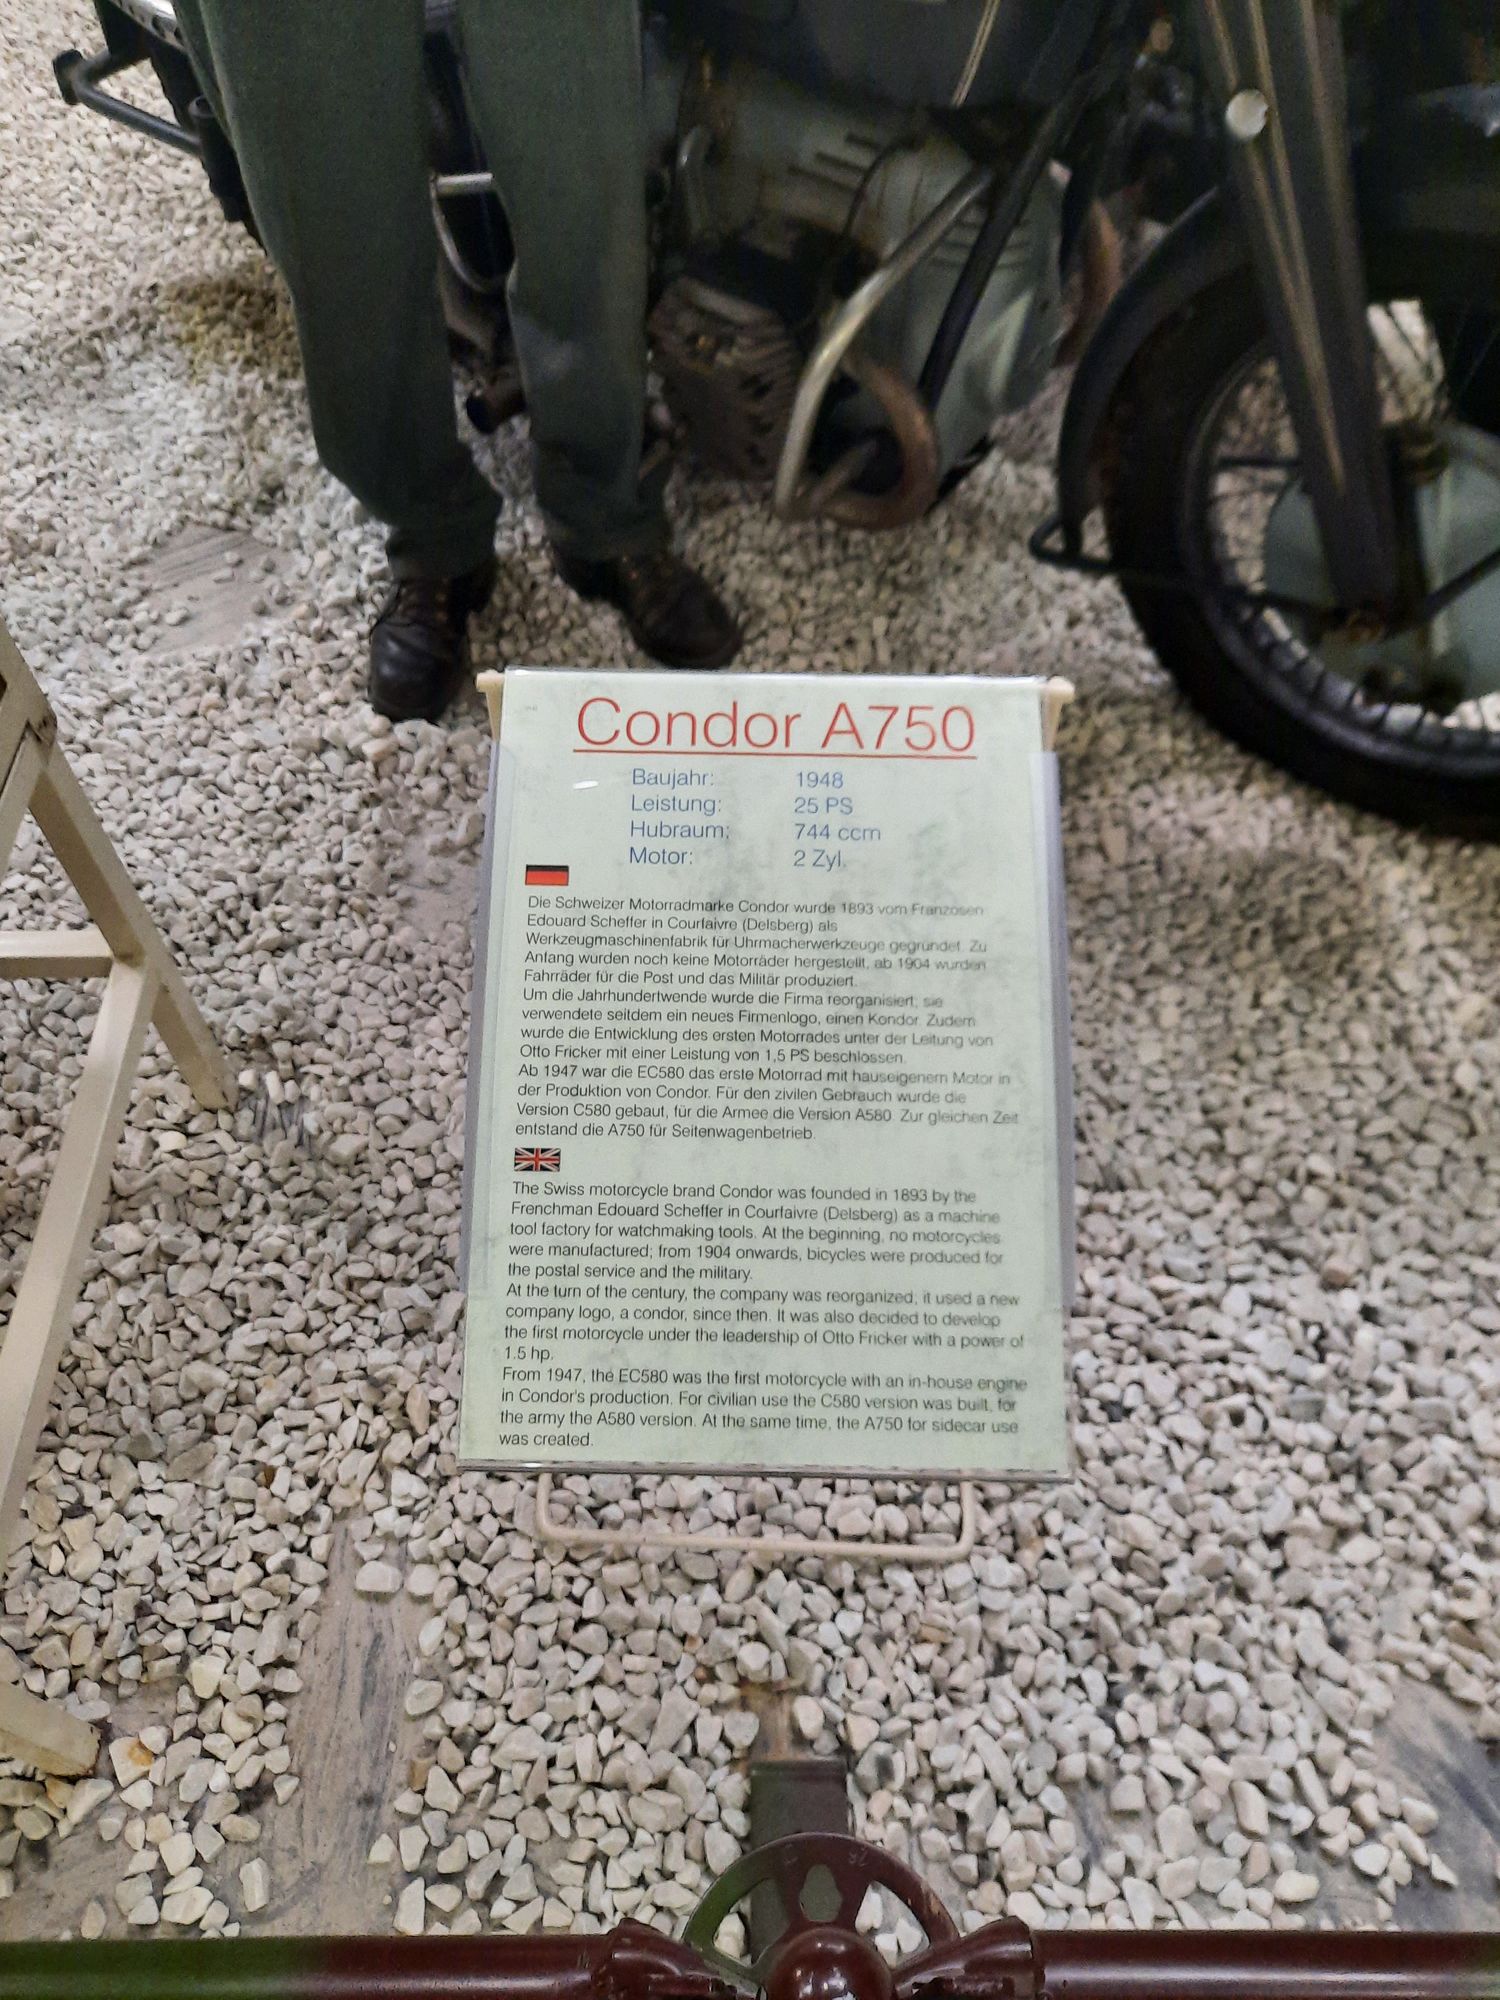 Condor A750
Baujahr: 1948
Leistung: 25 PS
Hubraum: 744 ccm
Motor: 2 Zyl.
Die Schweizer Motorradmarke Condor wurde 1893 vom Franzosen
Edouard Scheffer in Courfaivre (Delsberg) als
Werkzeugmaschinenfabrik für Uhrmacherwerkzeuge gegründet. Zu
Anfang wurden noch keine Motorräder hergestellt, ab 1904 wurden
Fahrräder für die Post und das Militär produziert.
Um die Jahrhundertwende wurde die Firma reorganisiert; sie
verwendete seitdem ein neues Firmenlogo, einen Kondor. Zudem
wurde die Entwicklung des ersten Motorrades unter der Leitung von
Otto Fricker mit einer Leistung von 1,5 PS beschlossen.
Ab 1947 war die EC580 das erste Motorrad mit hauseigenem Motor in
der Produktion von Condor. Für den zivilen Gebrauch wurde die
Version C580 gebaut, für die Armee die Version A580. Zur gleichen Zeit
entstand die A750 für Seitenwagenbetrieb.
The Swiss motorcycle brand Condor was founded in 1893 by the
Frenchman Edouard Scheffer in Courfaivre (Delsberg) as a machine
tool factory for watchmaking tools. At the beginning, no motorcycles
were manufactured; from 1904 onwards, bicycles were produced for
the postal service and the military.
At the turn of the century, the company was reorganized; it used a new
company logo, a condor, since then. It was also decided to develop
the first motorcycle under the leadership of Otto Fricker with a power of
1.5 hp.
From 1947, the EC580 was the first motorcycle with an in-house engine
in Condor's production. For civilian use the C580 version was built, for
the army the A580 version. At the same time, the A750 for sidecar use
was created.